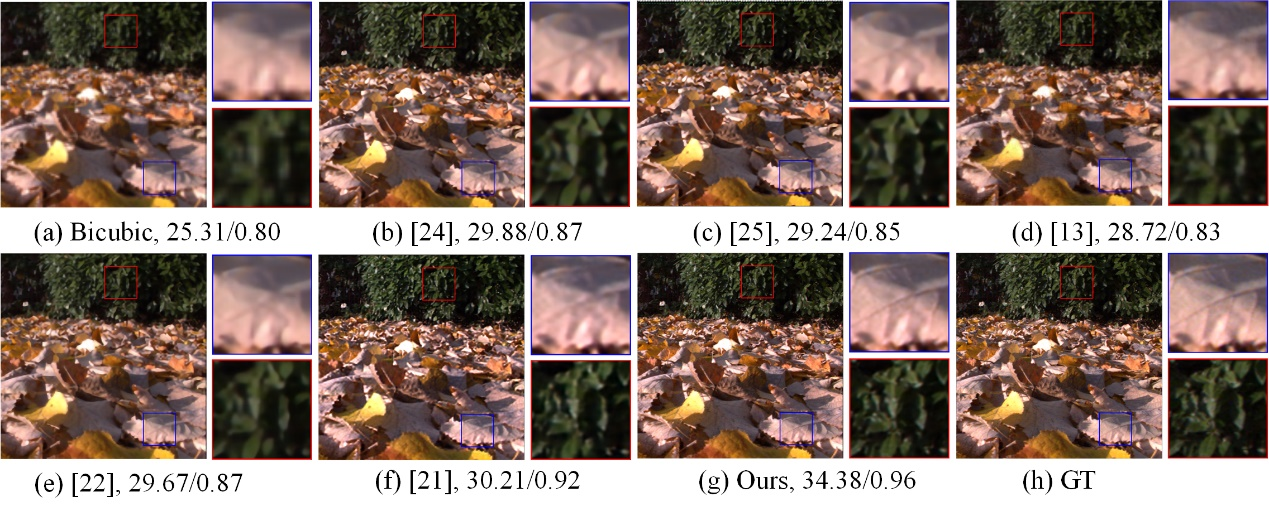 (a) Bicubic, 25.31/0.80
(b) [24], 29.88/0.87
(c) [25], 29.24/0.85
(d) [13], 28.72/0.83
(e) [22], 29.67/0.87
(f) [21], 30.21/0.92
(g) Ours, 34.38/0.96
(h) GT